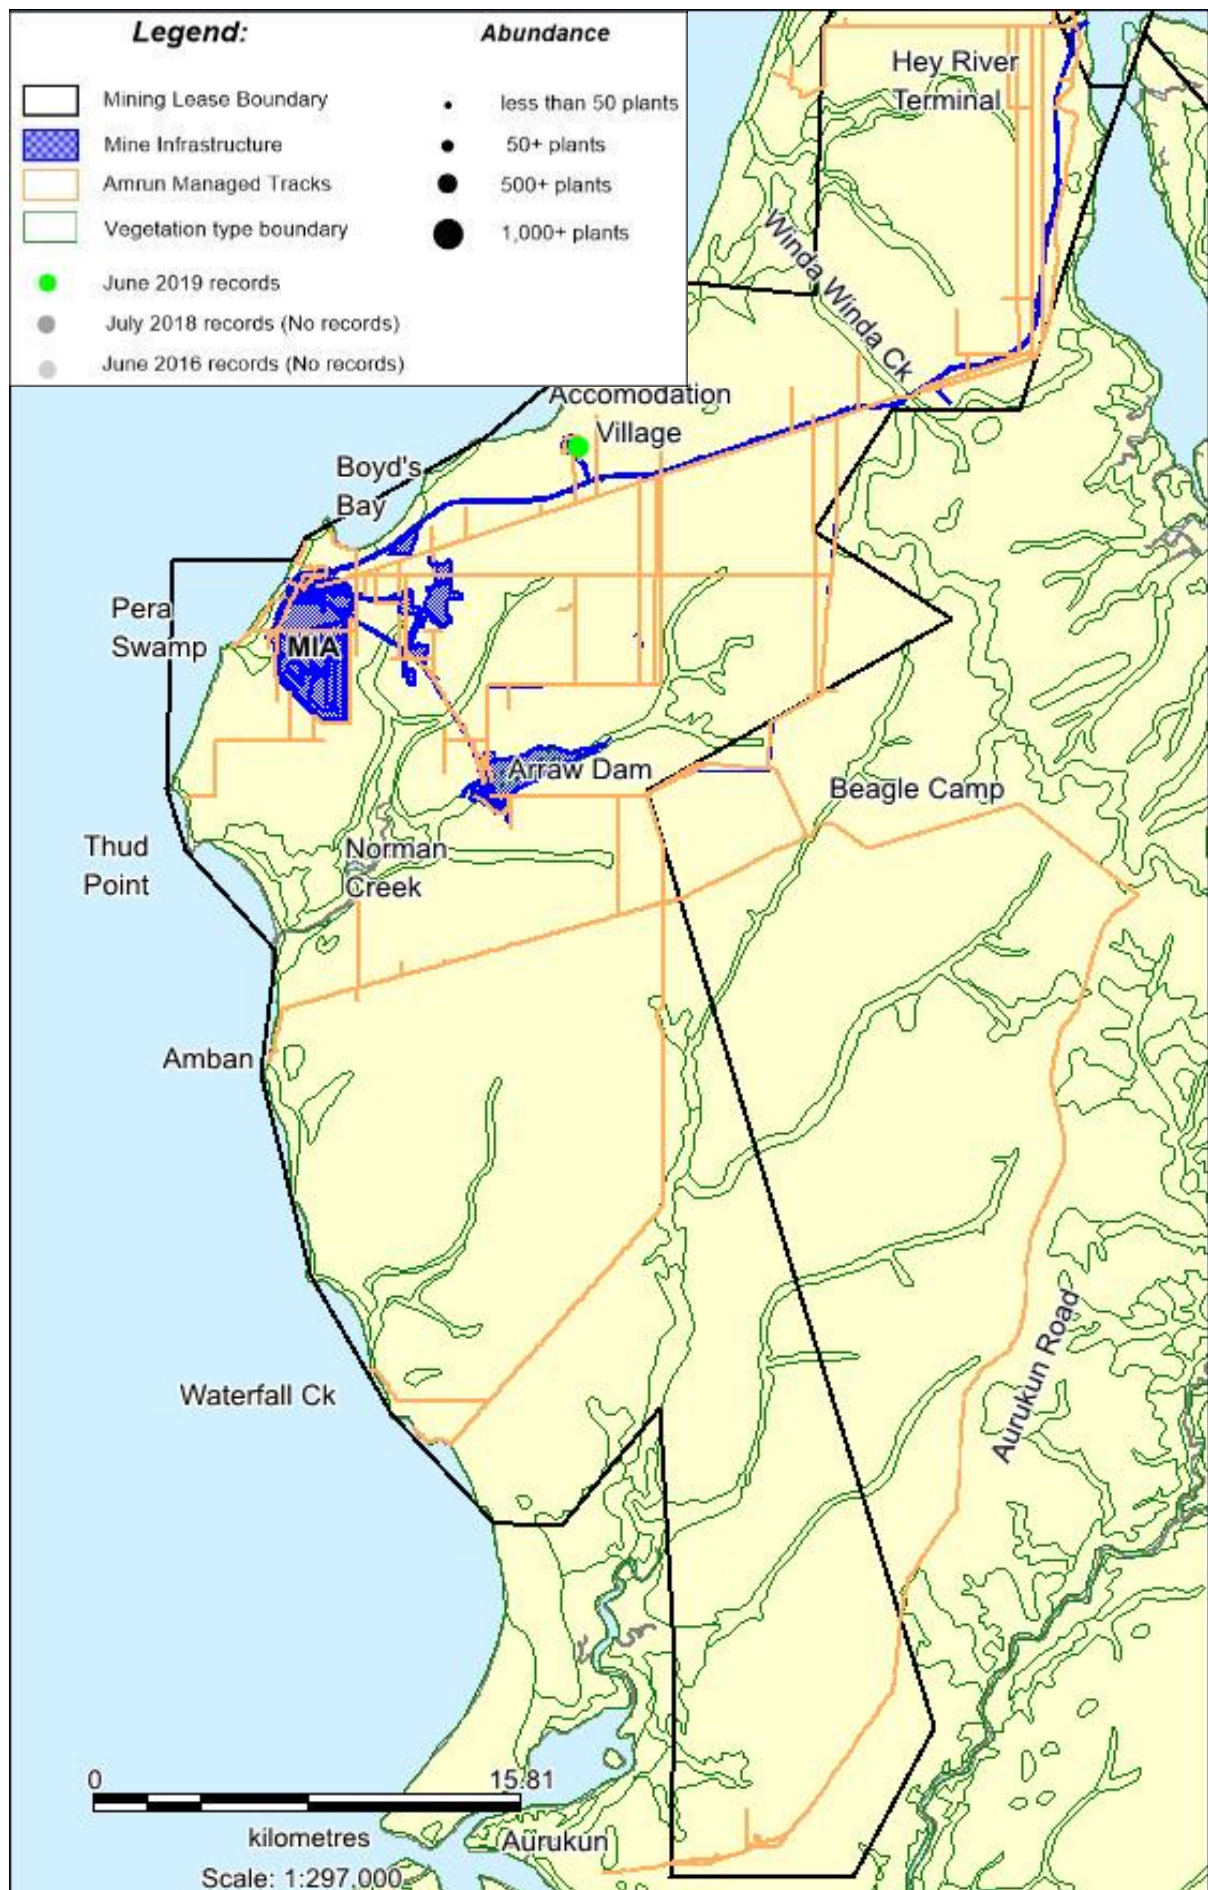 Legend:
Abundance
Mining Lease Boundary
less than 50 plants
Mine Infrastructure
50+ plants
Amrun Managed Tracks
500+ plants
Vegetation type boundary
1,000+ plants
June 2019 records
July 2018 records (No records)
June 2016 records (No records)
Hey River
Terminal
Winda Winda Ck
Accomodation
Village
Boyd's
Bay
Pera
Swamp
MIA
Arraw Dam
Beagle Camp
Thud
Point
Norman
Creek
Amban
Aurukun Road
Waterfall Ck
0
15.81
kilometres
Scale: 1:297,000
Aurukun